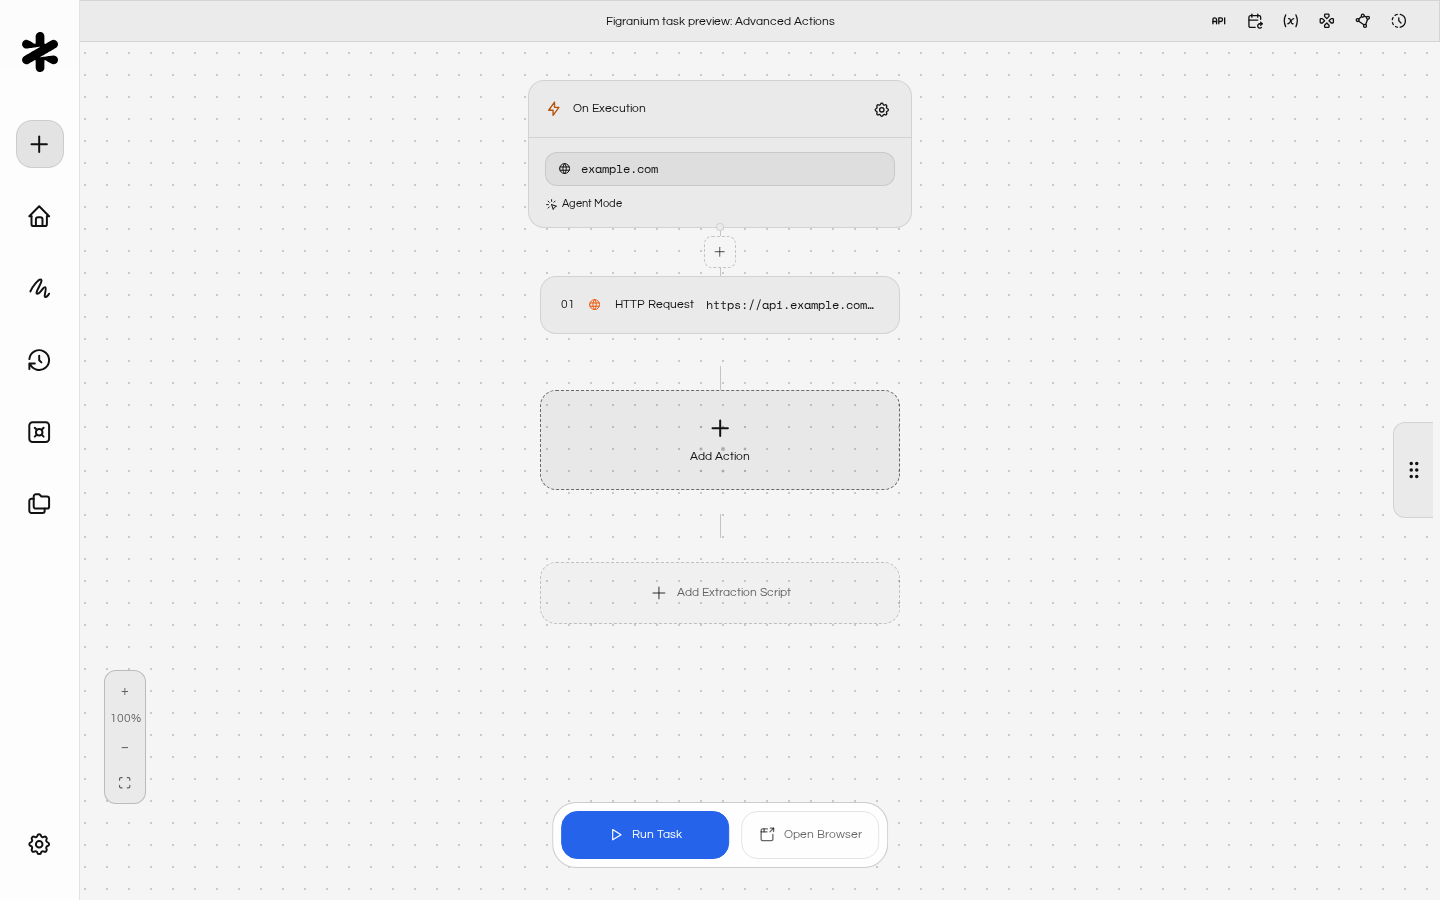 Figranium task preview: Advanced Actions
API
(x)
On Execution
example.com
Agent Mode
01 HTTP Request https://api.example.com…
Add Action
Add Extraction Script
+
100%
−
Run Task
Open Browser